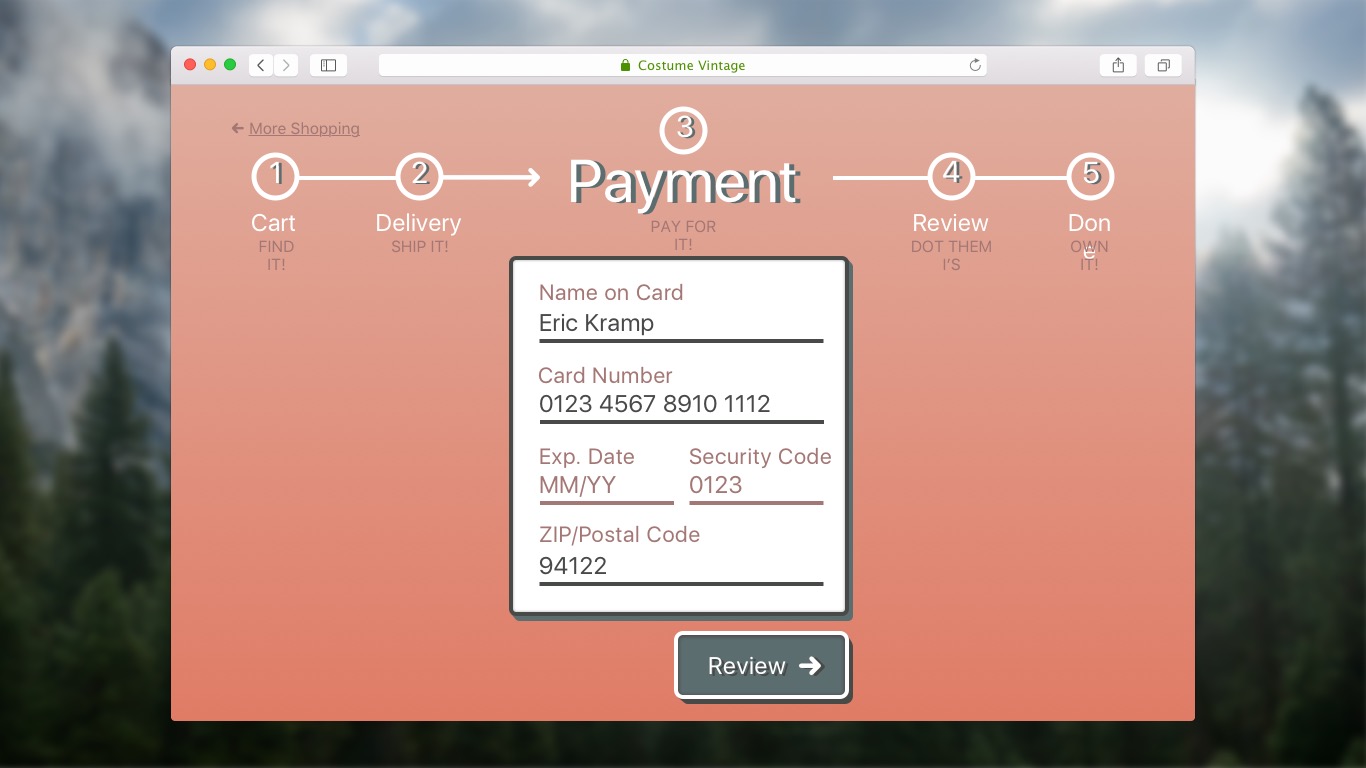 Costume Vintage
More Shopping
1
Cart
FIND
IT!
2
Delivery
SHIP IT!
3
Payment
PAY FOR
IT!
4
Review
DOT THEM
I'S
5
Don
e
OWN
IT!
Name on Card
Eric Kramp
Card Number
0123 4567 8910 1112
Exp. Date
MM/YY
Security Code
0123
ZIP/Postal Code
94122
Review